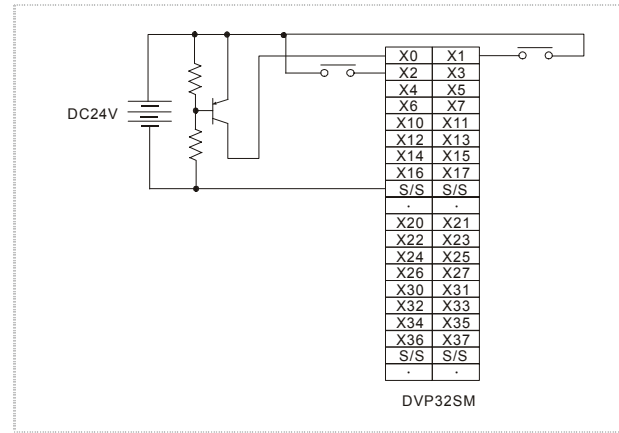 X0 X1
X2 X3
X4 X5
DC24V
X6 X7
X10 X11
X12 X13
X14 X15
X16 X17
S/S S/S
. .
X20 X21
X22 X23
X24 X25
X26 X27
X30 X31
X32 X33
X34 X35
X36 X37
S/S S/S
. .
DVP32SM